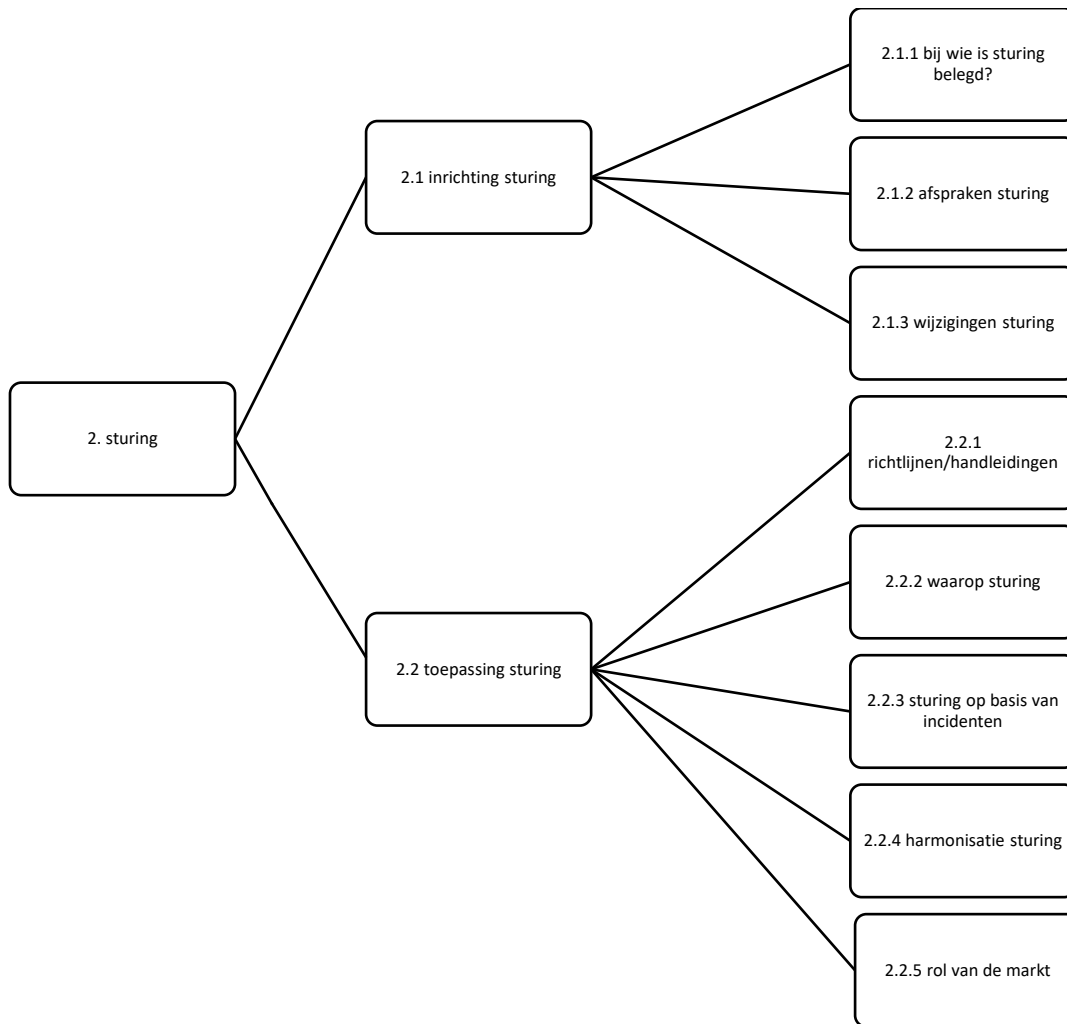 2. sturing
2.1 inrichting sturing
2.1.1 bij wie is sturing
belegd?
2.1.2 afspraken sturing
2.1.3 wijzigingen sturing
2.2 toepassing sturing
2.2.1
richtlijnen/handleidingen
2.2.2 waarop sturing
2.2.3 sturing op basis van
incidenten
2.2.4 harmonisatie sturing
2.2.5 rol van de markt